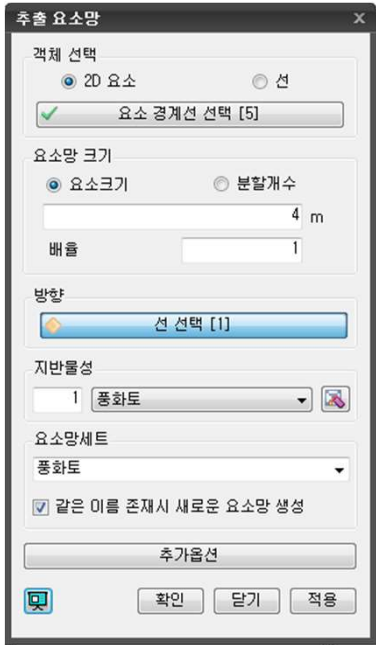 추출 요소망
객체 선택
2D 요소 선
요소 경계선 선택 [5]
요소망 크기
요소크기 분할개수
4 m
배율 1
방향
선 선택 [1]
지반물성
1 풍화토
요소망세트
풍화토
같은 이름 존재시 새로운 요소망 생성
추가옵션
확인 닫기 적용